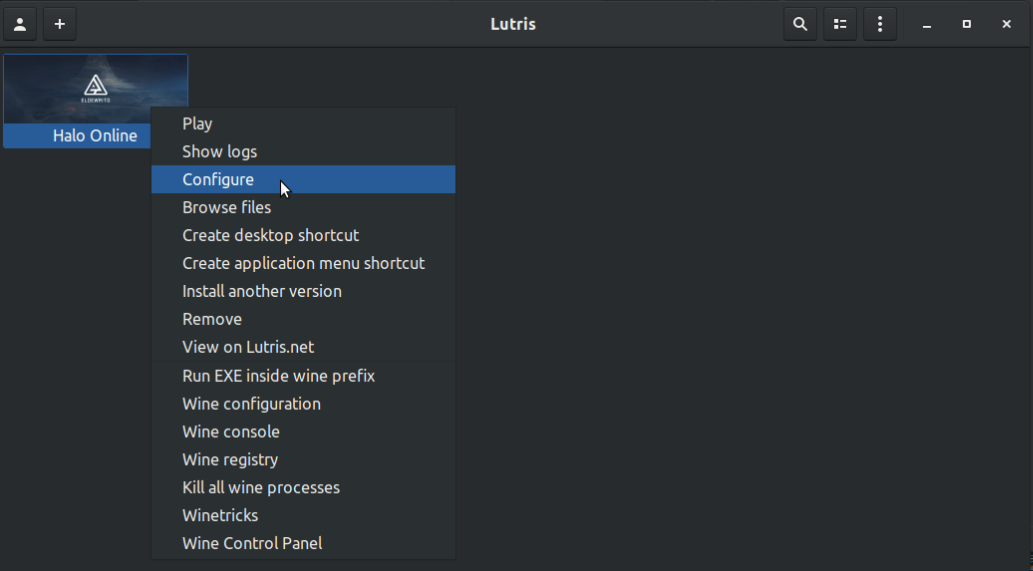 Lutris
ELDEWRITO
Halo Online
Play
Show logs
Configure
Browse files
Create desktop shortcut
Create application menu shortcut
Install another version
Remove
View on Lutris.net
Run EXE inside wine prefix
Wine configuration
Wine console
Wine registry
Kill all wine processes
Winetricks
Wine Control Panel